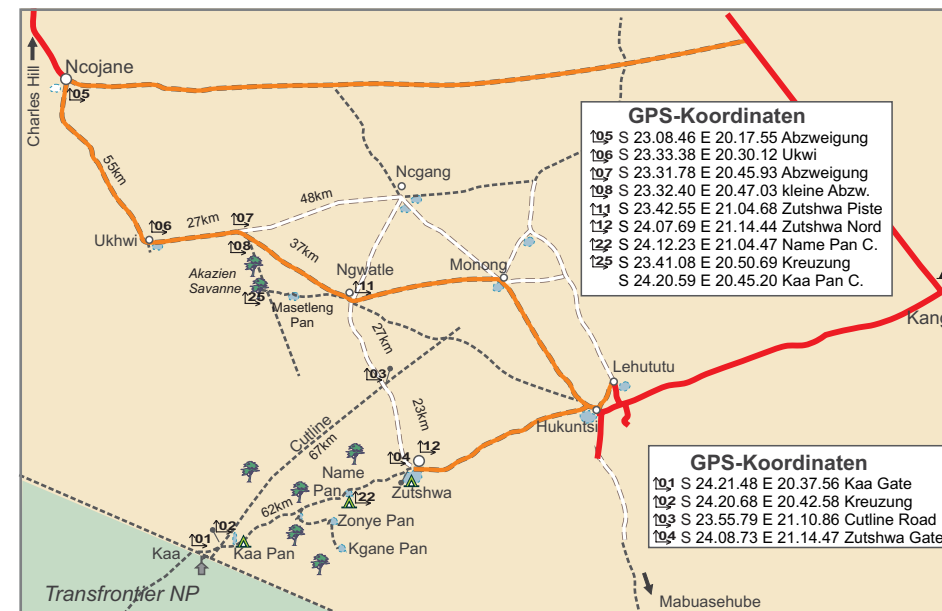 Ncojane
Charles Hill
05
55km
Ncgang
48km
27km
07
06
Ukhwi
08
37km
Akazien
Savanne
25
Masetleng
Pan
Ngwatle
11
Monong
27km
03
Cutline
67km
23km
Lehututu
Hukuntsi
Kang
12
04
Zutshwa
Name
Pan
22
62km
Zonye Pan
Kgane Pan
02
01
Kaa
Kaa Pan
Transfrontier NP
Mabuasehube
GPS-Koordinaten
05 S 23.08.46 E 20.17.55 Abzweigung
06 S 23.33.38 E 20.30.12 Ukwi
07 S 23.31.78 E 20.45.93 Abzweigung
08 S 23.32.40 E 20.47.03 kleine Abzw.
11 S 23.42.55 E 21.04.68 Zutshwa Piste
12 S 24.07.69 E 21.14.44 Zutshwa Nord
22 S 24.12.23 E 21.04.47 Name Pan C.
25 S 23.41.08 E 20.50.69 Kreuzung
S 24.20.59 E 20.45.20 Kaa Pan C.
GPS-Koordinaten
01 S 24.21.48 E 20.37.56 Kaa Gate
02 S 24.20.68 E 20.42.58 Kreuzung
03 S 23.55.79 E 21.10.86 Cutline Road
04 S 24.08.73 E 21.14.47 Zutshwa Gate